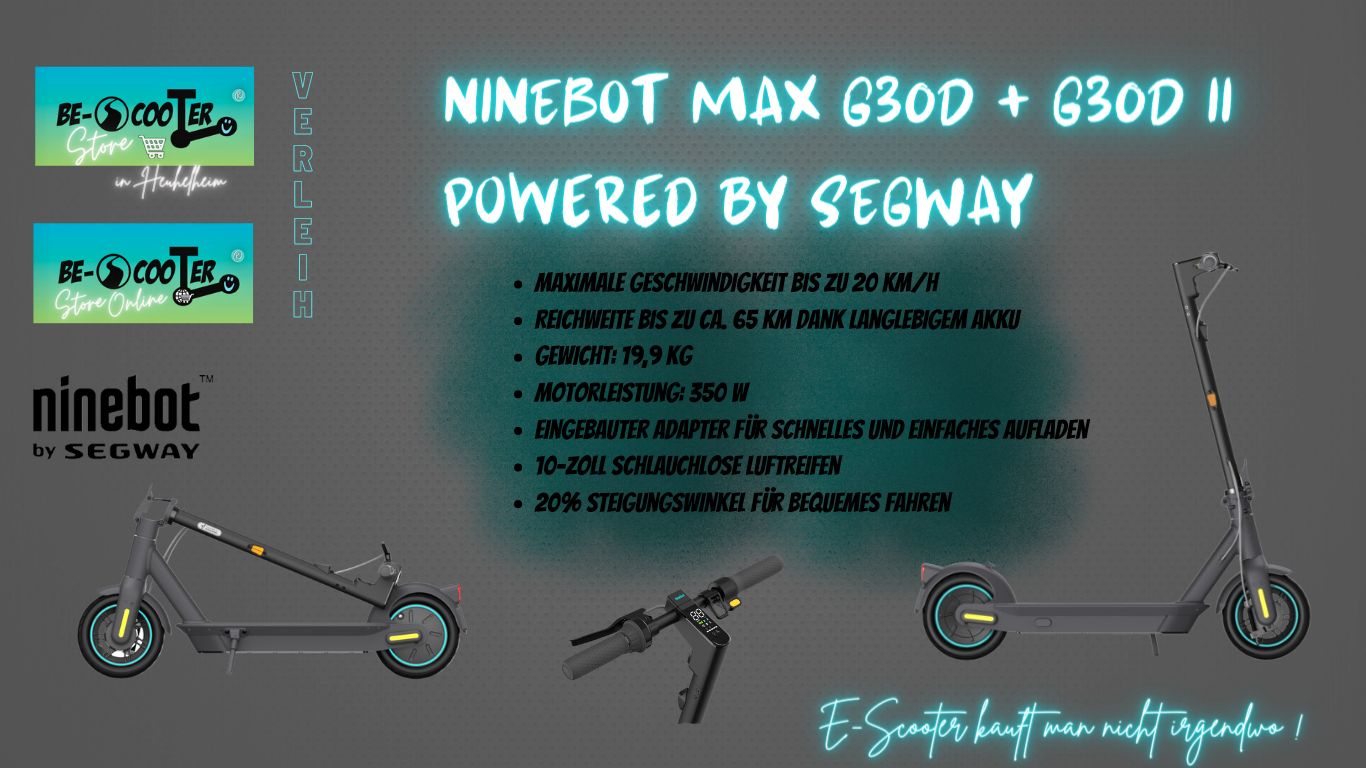 BE-SCOOTER ®
Store
in Heuhelheim
BE-SCOOTER ®
Store Online
ninebot ™
by SEGWAY
VERLEIH
NINEBOT MAX G30D + G30D II
POWERED BY SEGWAY
• MAXIMALE GESCHWINDIGKEIT BIS ZU 20 KM/H
• REICHWEITE BIS ZU CA. 65 KM DANK LANGLEBIGEM AKKU
• GEWICHT: 19,9 KG
• MOTORLEISTUNG: 350 W
• EINGEBAUTER ADAPTER FÜR SCHNELLES UND EINFACHES AUFLADEN
• 10-ZOLL SCHLAUCHLOSE LUFTREIFEN
• 20% STEIGUNGSWINKEL FÜR BEQUEMES FAHREN
E-Scooter kauft man nicht irgendwo !